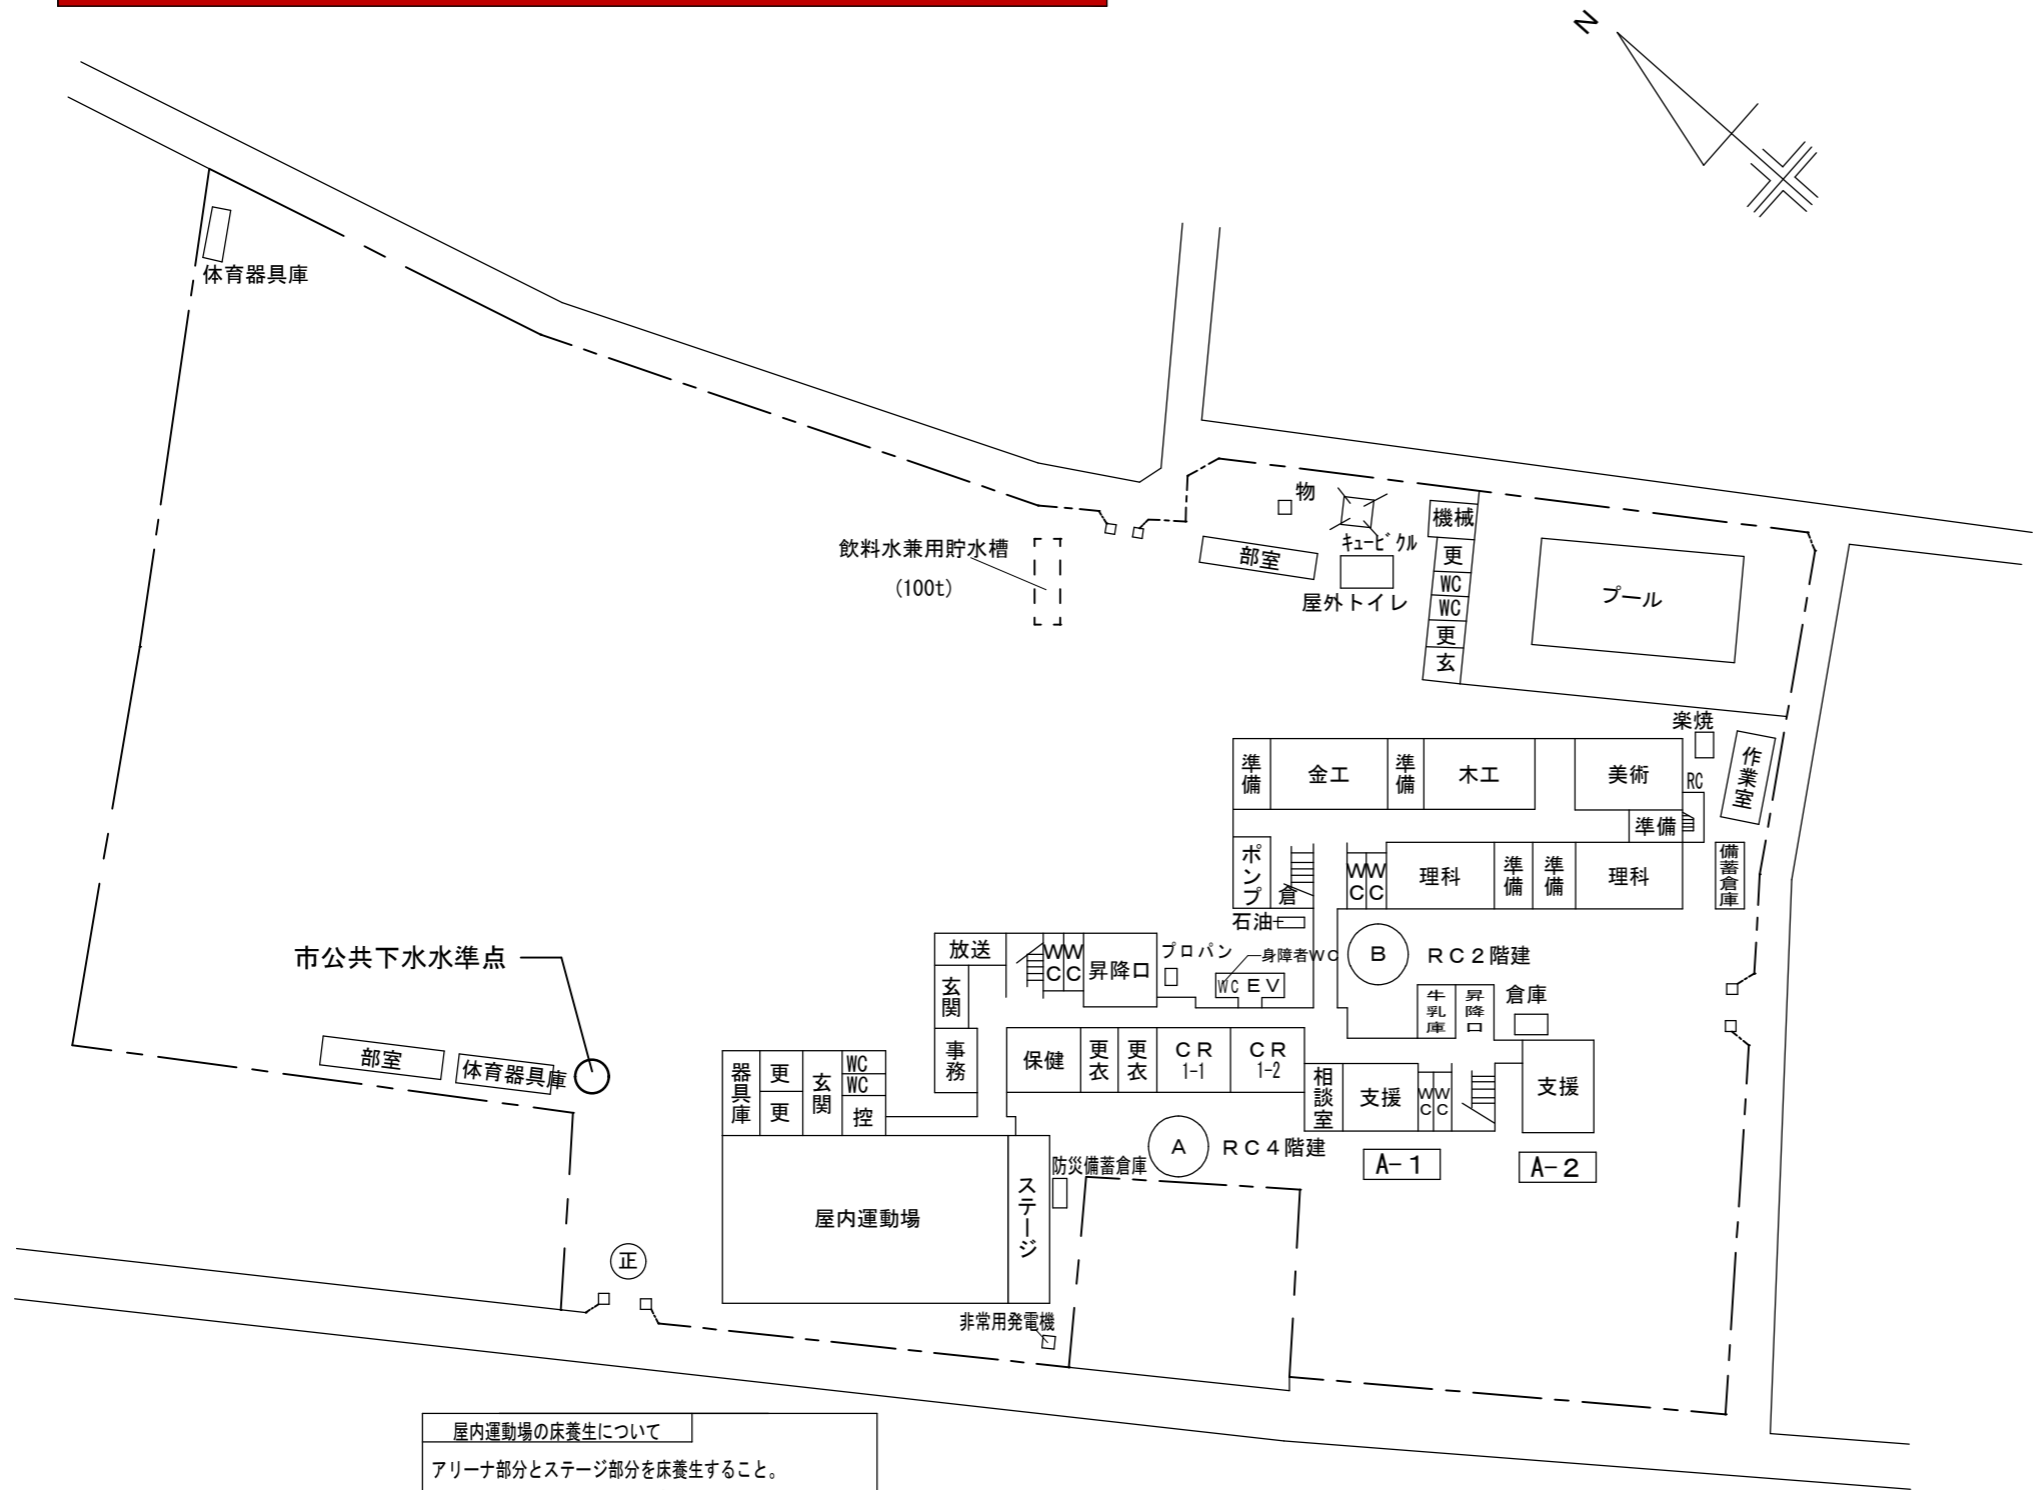 N
体育器具庫
物
キュービクル
機械
飲料水兼用貯水槽
(100t)
部室
更
WC
WC
更
玄
屋外トイレ
プール
楽焼
準備
金工
準備
木工
美術
RC
作業室
準備
ポンプ
倉
WC
WC
理科
準備
準備
理科
備蓄倉庫
石油
市公共下水水準点
放送
WC
WC
昇降口
プロパン
身障者WC
B
RC2階建
WC
EV
玄関
牛乳庫
昇降口
倉庫
部室
体育器具庫
事務
保健
更衣
更衣
CR
1-1
CR
1-2
器具庫
更
更
玄関
WC
WC
控
相談室
支援
WC
WC
支援
A
RC4階建
A-1
A-2
防災備蓄倉庫
ステージ
屋内運動場
正
非常用発電機
屋内運動場の床養生について
アリーナ部分とステージ部分を床養生すること。